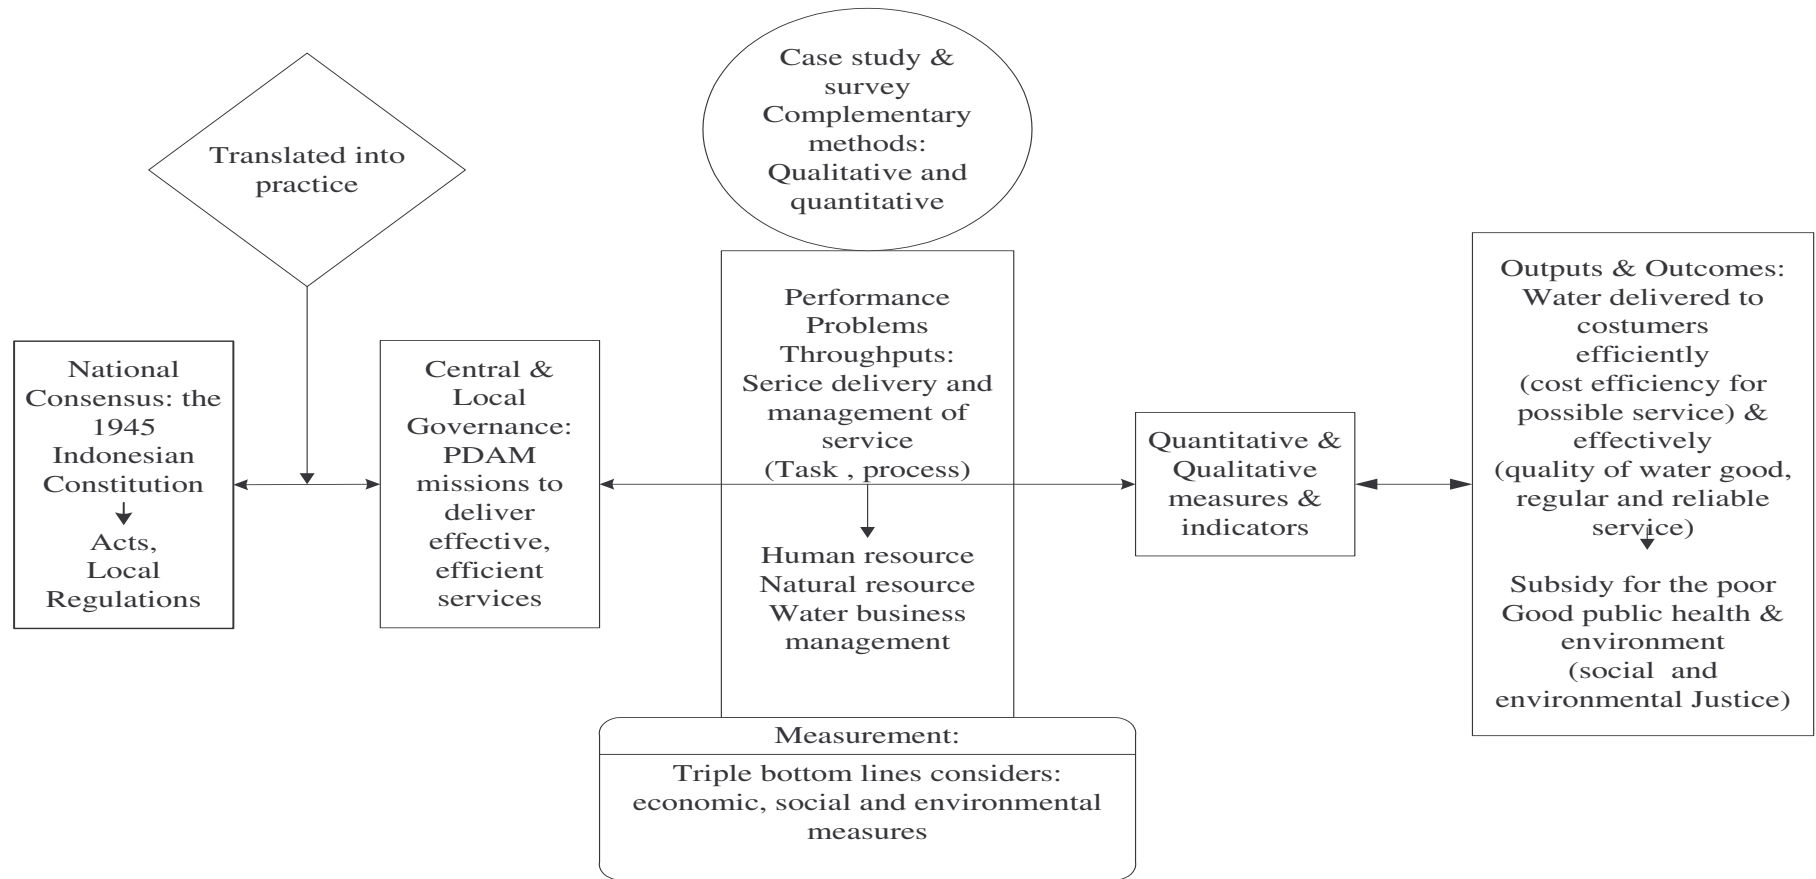 Translated into
practice
Case study &
survey
Complementary
methods:
Qualitative and
quantitative
National
Consensus: the
1945
Indonesian
Constitution
Acts,
Local
Regulations
Central &
Local
Governance:
PDAM
missions to
deliver
effective,
efficient
services
Performance
Problems
Throughputs:
Serice delivery and
management of
service
(Task , process)
Human resource
Natural resource
Water business
management
Measurement:
Triple bottom lines considers:
economic, social and environmental
measures
Quantitative &
Qualitative
measures &
indicators
Outputs & Outcomes:
Water delivered to
costumers
efficiently
(cost efficiency for
possible service) &
effectively
(quality of water good,
regular and reliable
service)
Subsidy for the poor
Good public health &
environment
(social  and
environmental Justice)